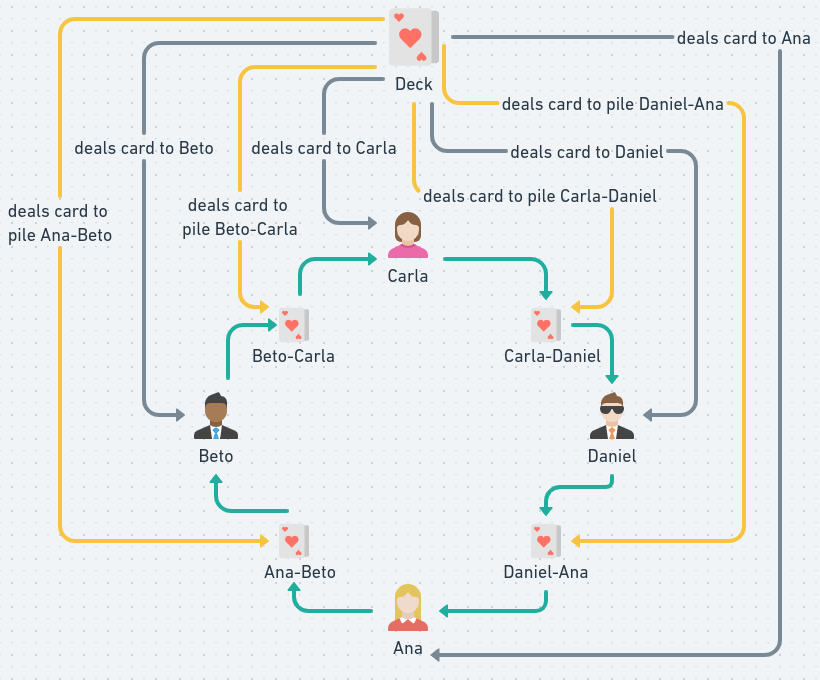 deals card to Ana
Deck
deals card to pile Daniel-Ana
deals card to Beto
deals card to Carla
deals card to Daniel
deals card to pile Carla-Daniel
deals card to
pile Ana-Beto
deals card to
pile Beto-Carla
Carla
Beto-Carla
Carla-Daniel
Beto
Daniel
Ana-Beto
Daniel-Ana
Ana